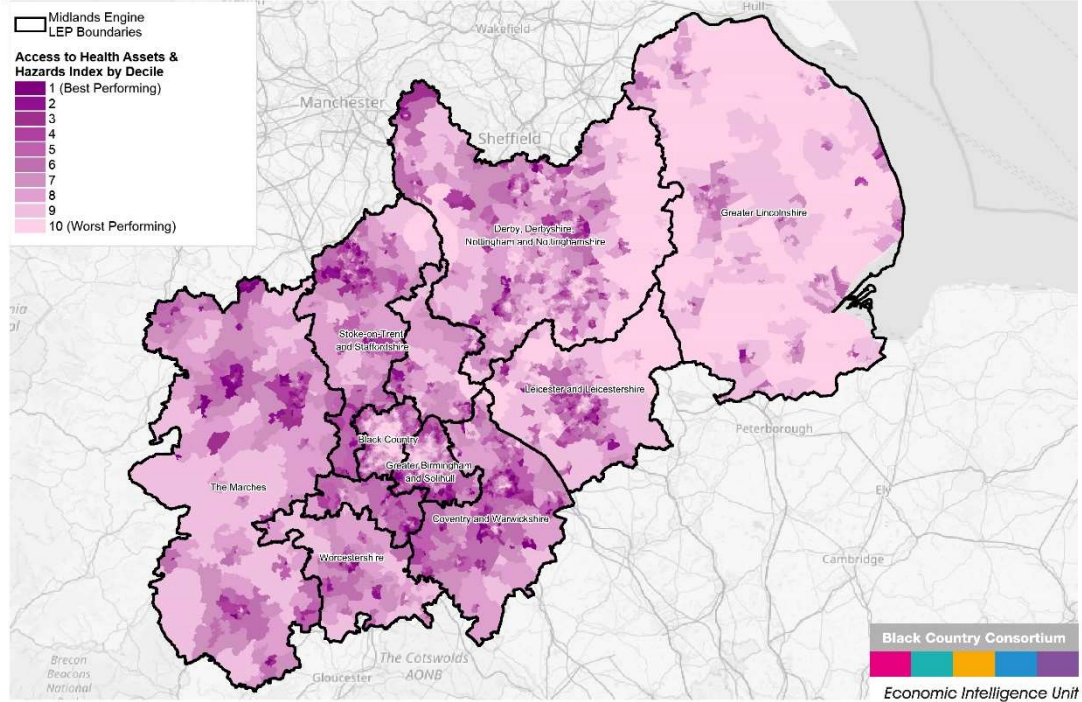 Midlands Engine
LEP Boundaries
Access to Health Assets &
Hazards Index by Decile
1 (Best Performing)
2
3
4
5
6
7
8
9
10 (Worst Performing)
Hull
Wakefield
Manchester
Sheffield
Greater Lincolnshire
Derby, Derbyshire,
Nottingham and Nottinghamshire
Stoke-on-Trent
and Staffordshire
Leicester and Leicestershire
Peterborough
Black Country
Greater Birmingham
and Solihull
The Marches
Ely
Coventry and Warwickshire
Worcestershire
Cambridge
Brecon
Beacons
National
Gloucester
The Cotswolds
AONB
Black Country Consortium
Economic Intelligence Unit